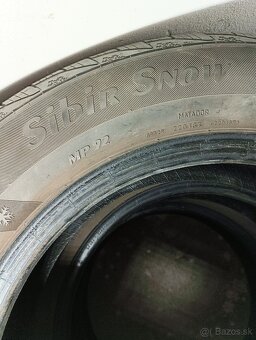 Sibir Snow
MP 92
MATADOR
© Bazos.sk